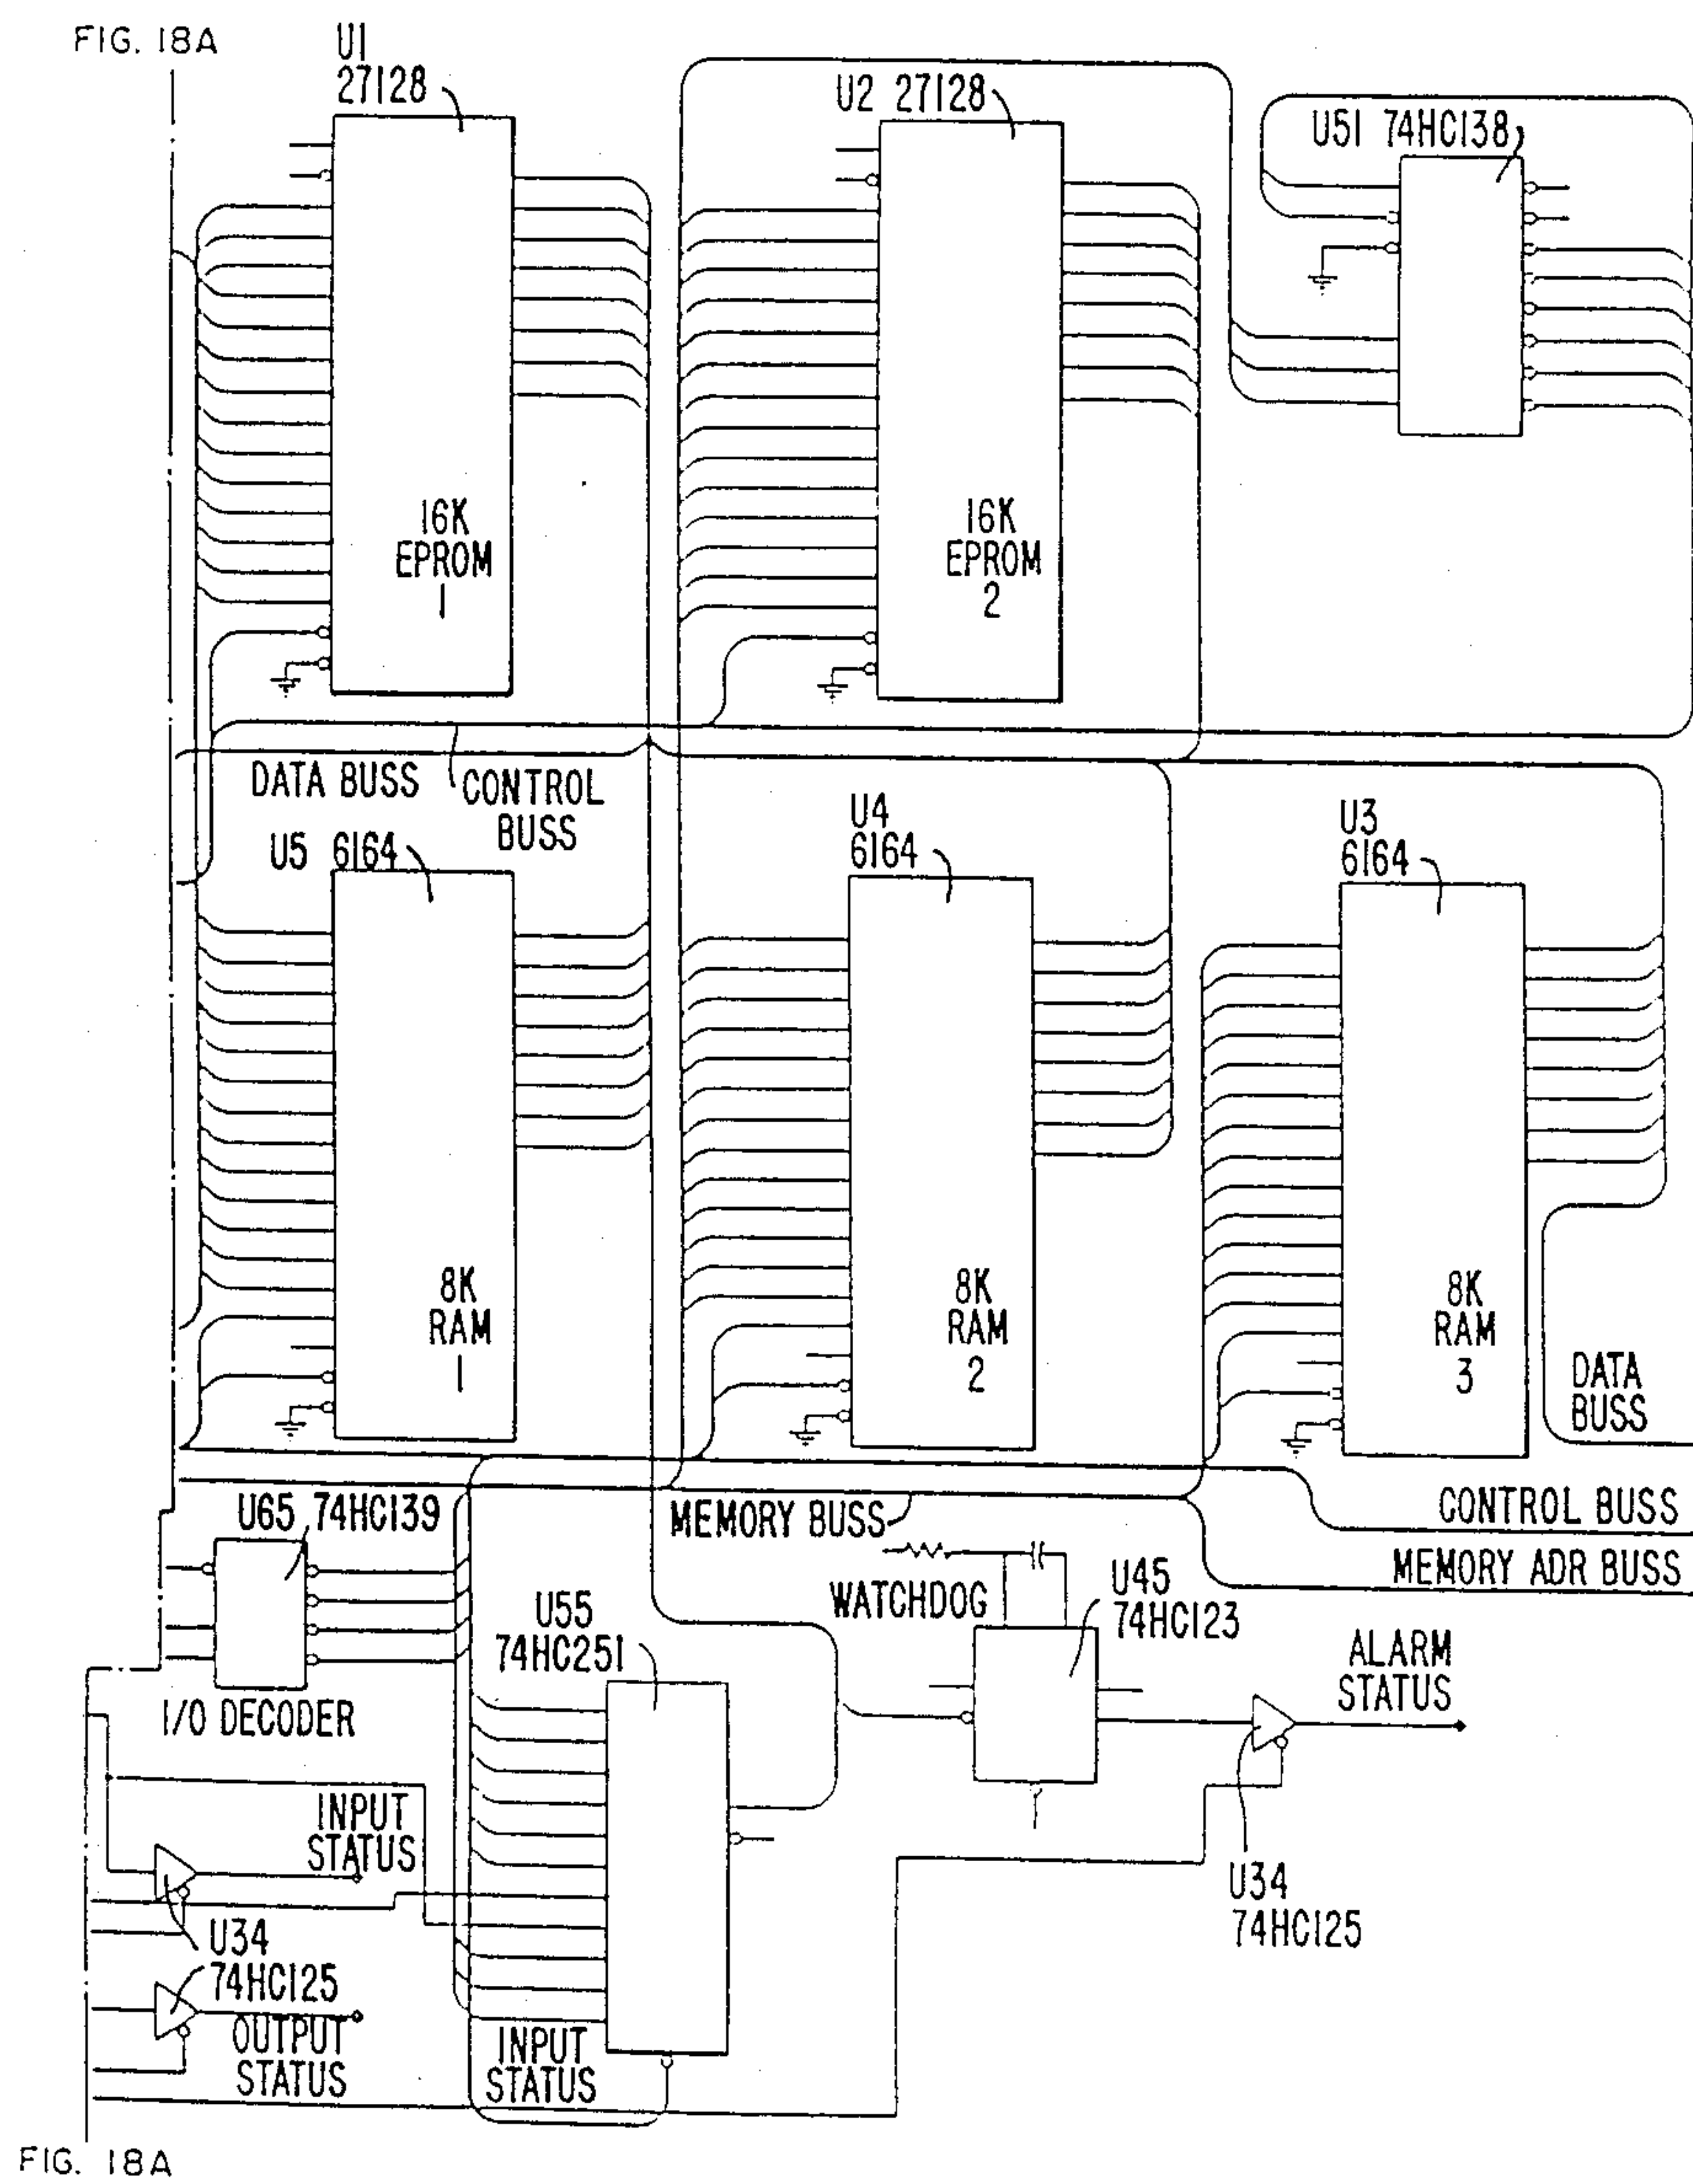 FIG. 18A
U1
27128
U2 27128
U51 74HC138
16K
EPROM
1
16K
EPROM
2
DATA BUSS
CONTROL
BUSS
U5 6164
U4
6164
U3
6164
8K
RAM
1
8K
RAM
2
8K
RAM
3
DATA
BUSS
CONTROL BUSS
MEMORY BUSS
MEMORY ADR BUSS
U65 74HC139
I/O DECODER
U55
74HC251
WATCHDOG
U45
74HC123
ALARM
STATUS
INPUT
STATUS
U34
74HC125
U34
74HC125
OUTPUT
STATUS
INPUT
STATUS
FIG. 18A